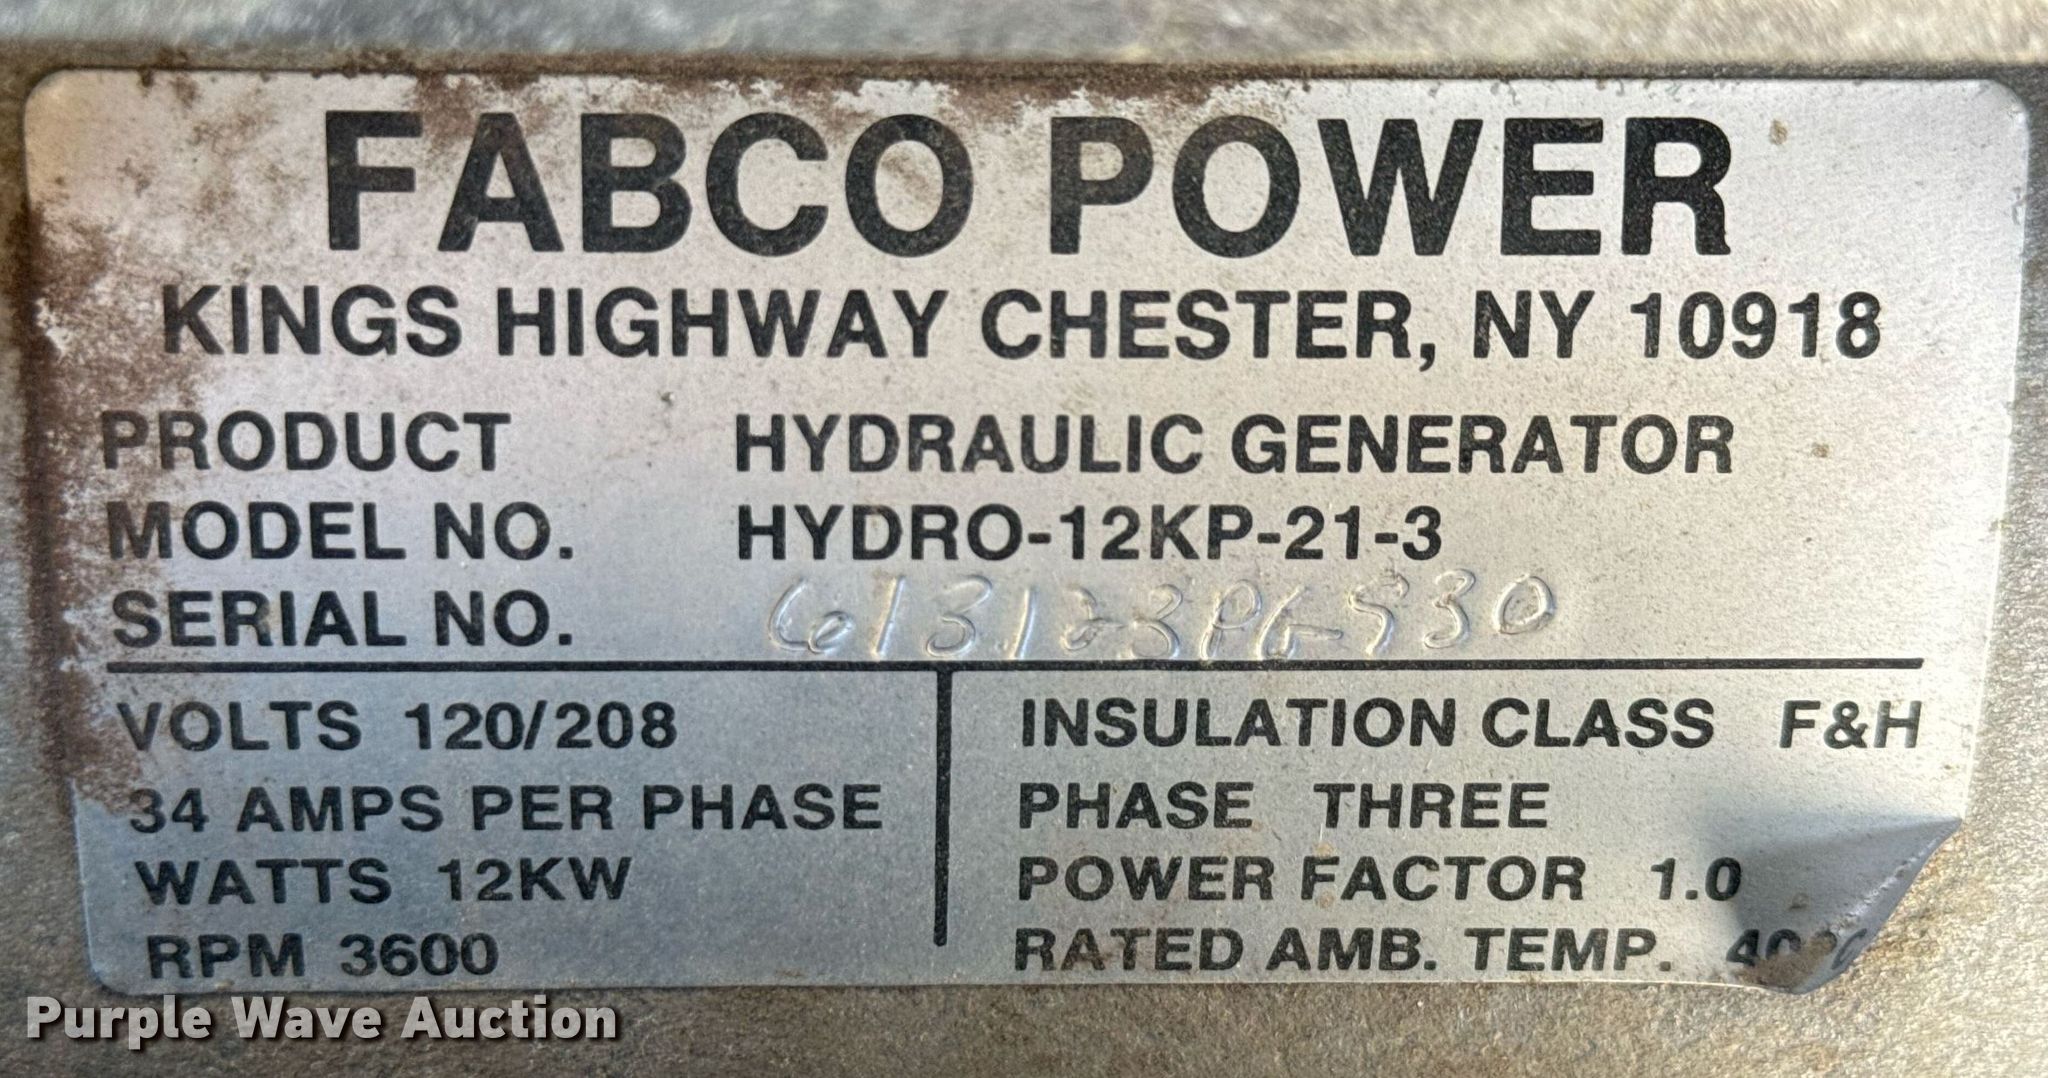 FABCO POWER
KINGS HIGHWAY CHESTER, NY 10918
PRODUCT HYDRAULIC GENERATOR
MODEL NO. HYDRO-12KP-21-3
SERIAL NO.
VOLTS 120/208
34 AMPS PER PHASE
WATTS 12KW
RPM 3600
INSULATION CLASS F&H
PHASE THREE
POWER FACTOR 1.0
RATED AMB. TEMP.
Purple Wave Auction